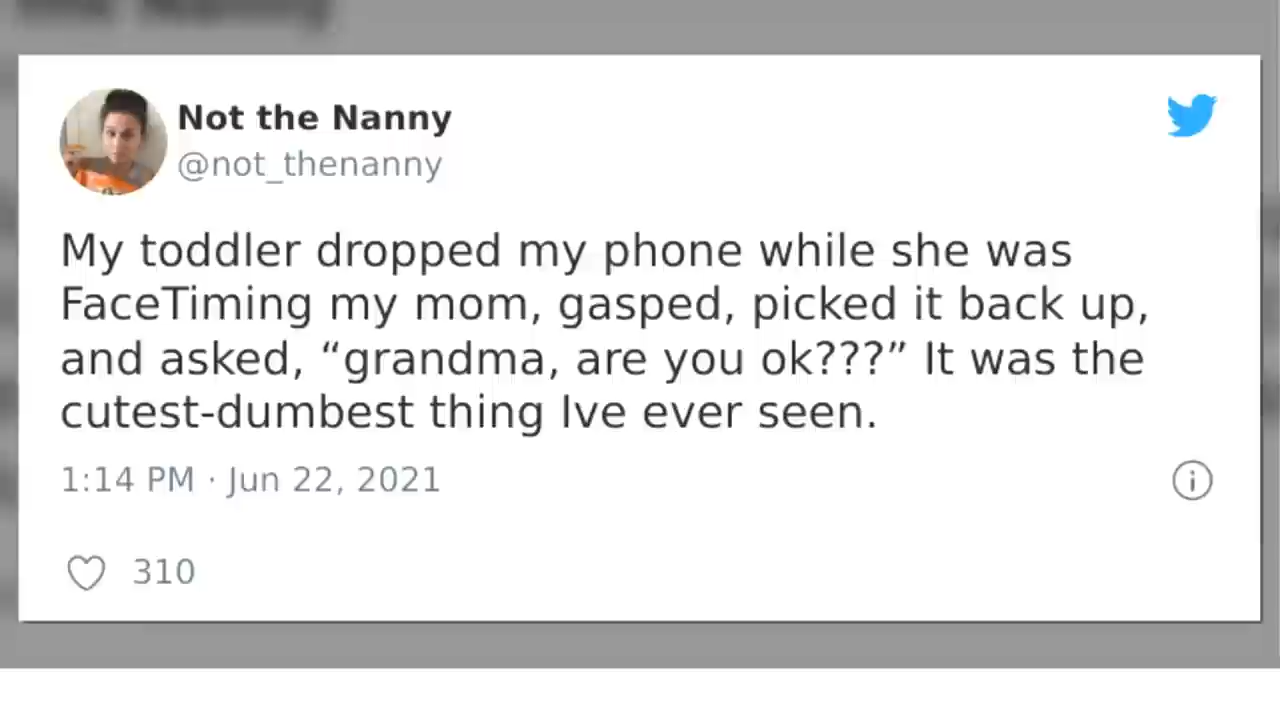 Not the Nanny
@not_thenanny
My toddler dropped my phone while she was
FaceTiming my mom, gasped, picked it back up,
and asked, “grandma, are you ok???” It was the
cutest-dumbest thing Ive ever seen.
1:14 PM · Jun 22, 2021
310